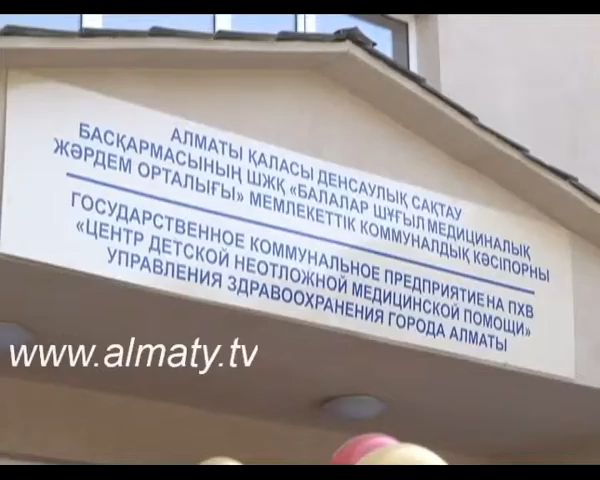 АЛМАТЫ ҚАЛАСЫ ДЕНСАУЛЫҚ САҚТАУ
БАСҚАРМАСЫНЫҢ ШЖҚ «БАЛАЛАР ШҰҒЫЛ МЕДИЦИНАЛЫҚ
ЖӘРДЕМ ОРТАЛЫҒЫ» МЕМЛЕКЕТТІК КОММУНАЛДЫҚ КӘСІПОРНЫ
ГОСУДАРСТВЕННОЕ КОММУНАЛЬНОЕ ПРЕДПРИЯТИЕ НА ПХВ
«ЦЕНТР ДЕТСКОЙ НЕОТЛОЖНОЙ МЕДИЦИНСКОЙ ПОМОЩИ»
УПРАВЛЕНИЯ ЗДРАВООХРАНЕНИЯ ГОРОДА АЛМАТЫ
www.almaty.tv